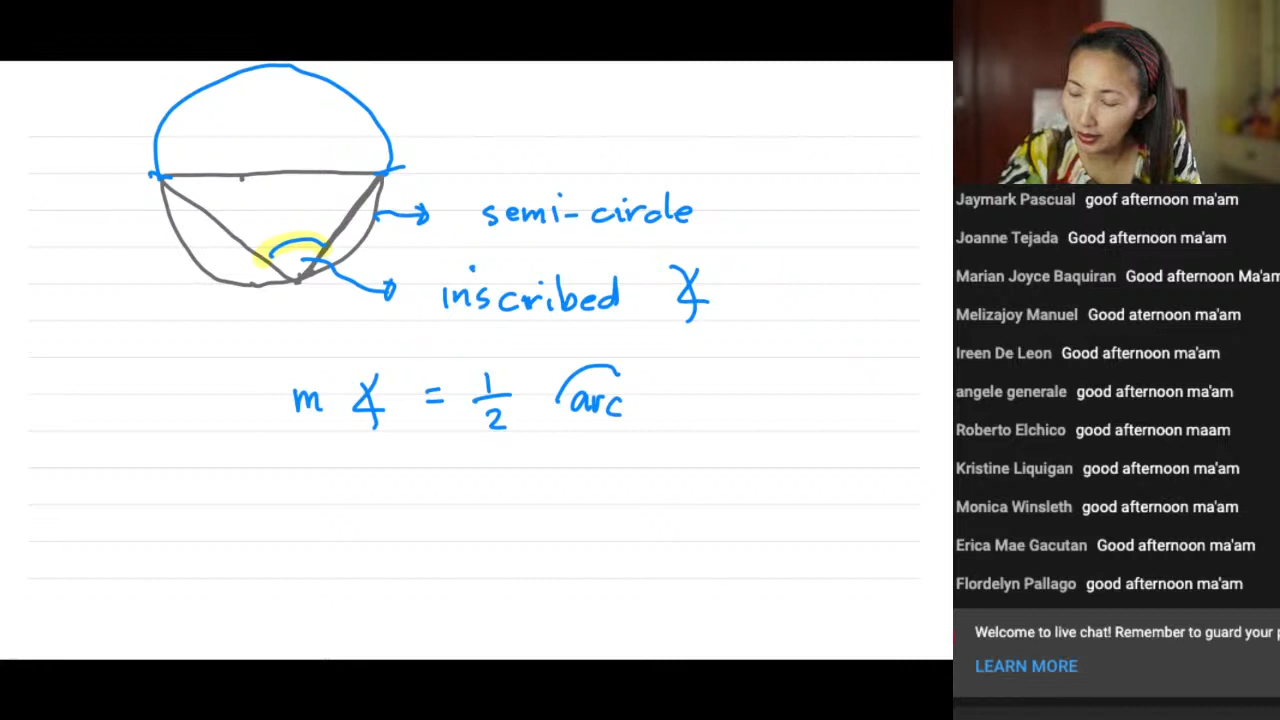 semi-circle
inscribed ∡
m ∡ = 1/2 arc
Jaymark Pascual goof afternoon ma'am
Joanne Tejada Good afternoon ma'am
Marian Joyce Baquiran Good afternoon Ma'am
Melizajoy Manuel Good afternoon ma'am
Ireen De Leon Good afternoon ma'am
angele generale good afternoon ma'am
Roberto Elchico good afternoon maam
Kristine Liquigan good afternoon ma'am
Monica Winsleth good afternoon ma'am
Erica Mae Gacutan Good afternoon ma'am
Flordelyn Pallago good afternoon ma'am
Welcome to live chat! Remember to guard your p
LEARN MORE